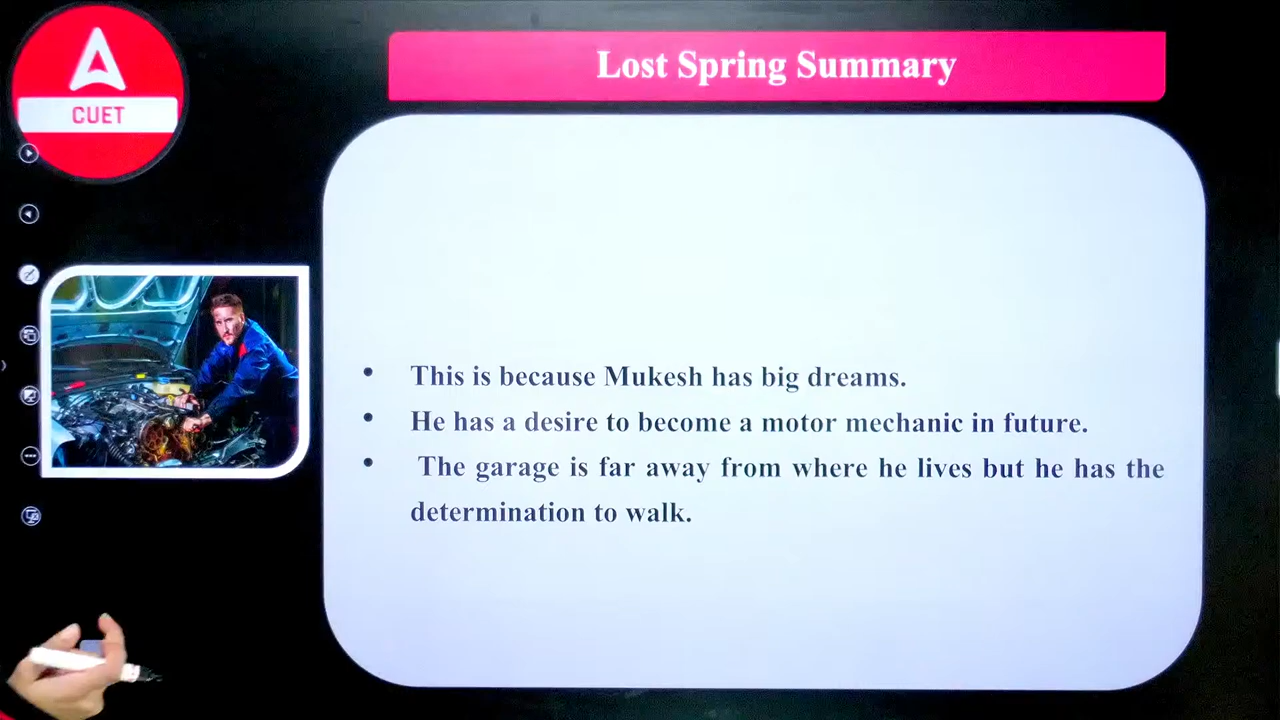 CUET
Lost Spring Summary
• This is because Mukesh has big dreams.
• He has a desire to become a motor mechanic in future.
• The garage is far away from where he lives but he has the
determination to walk.